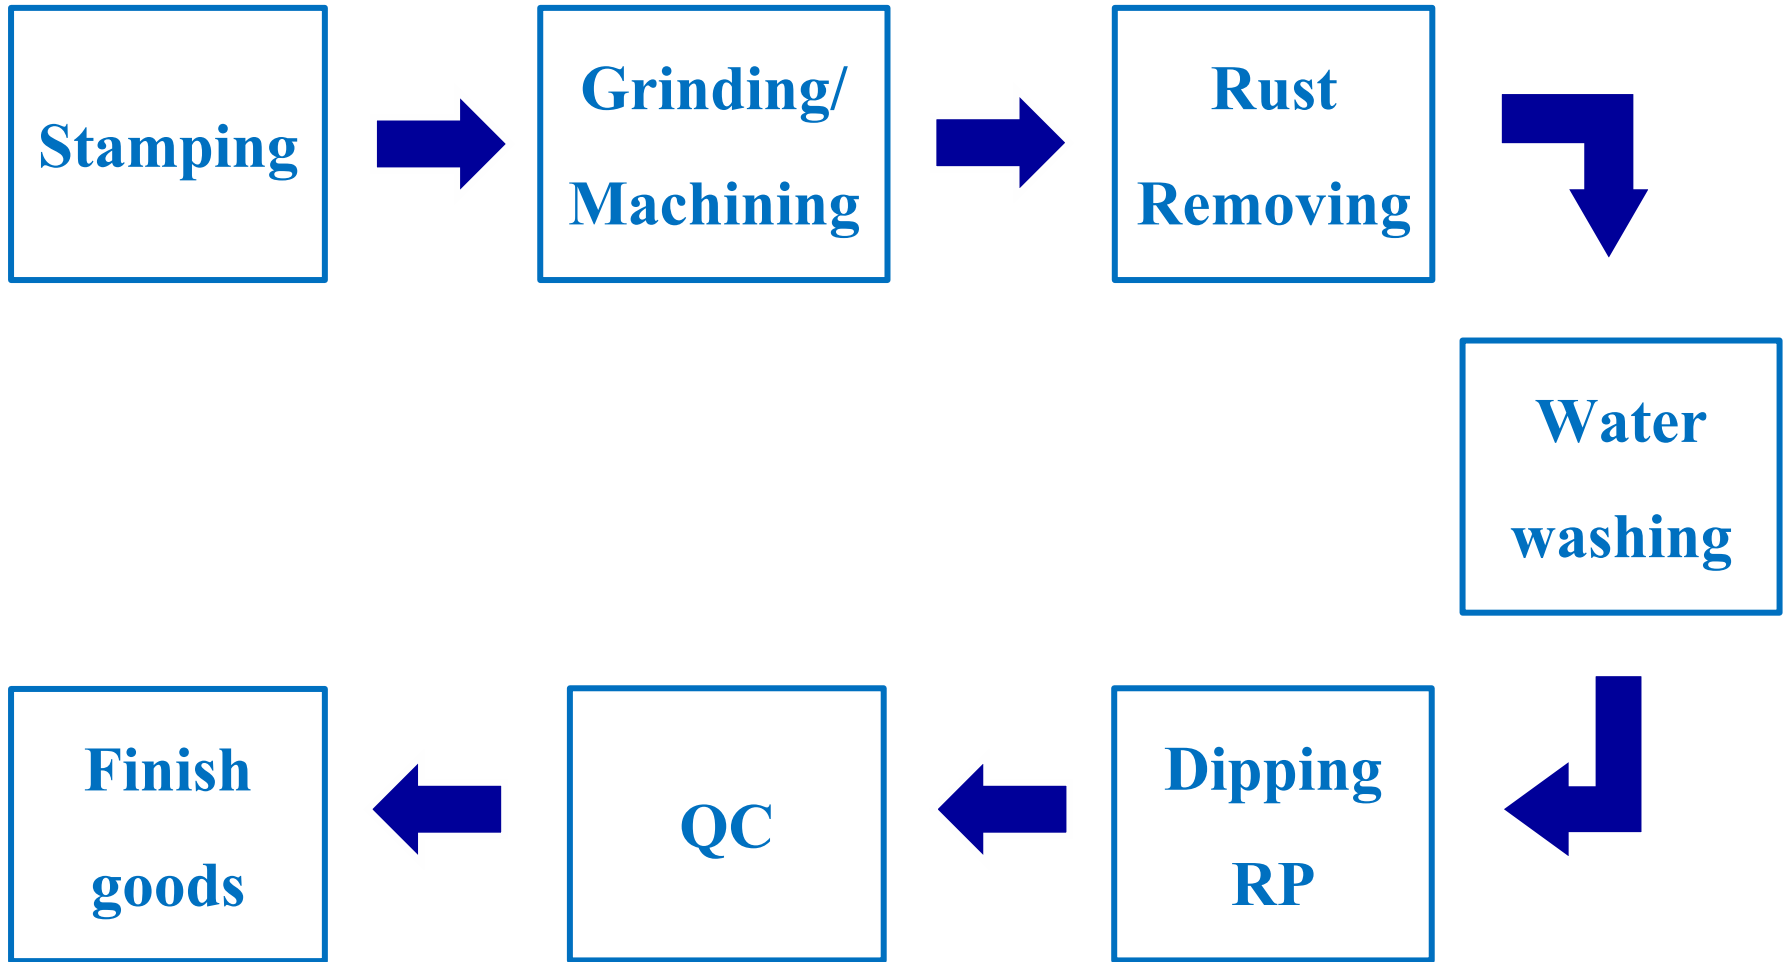 Stamping
Grinding/
Machining
Rust
Removing
Water
washing
Dipping
RP
QC
Finish
goods